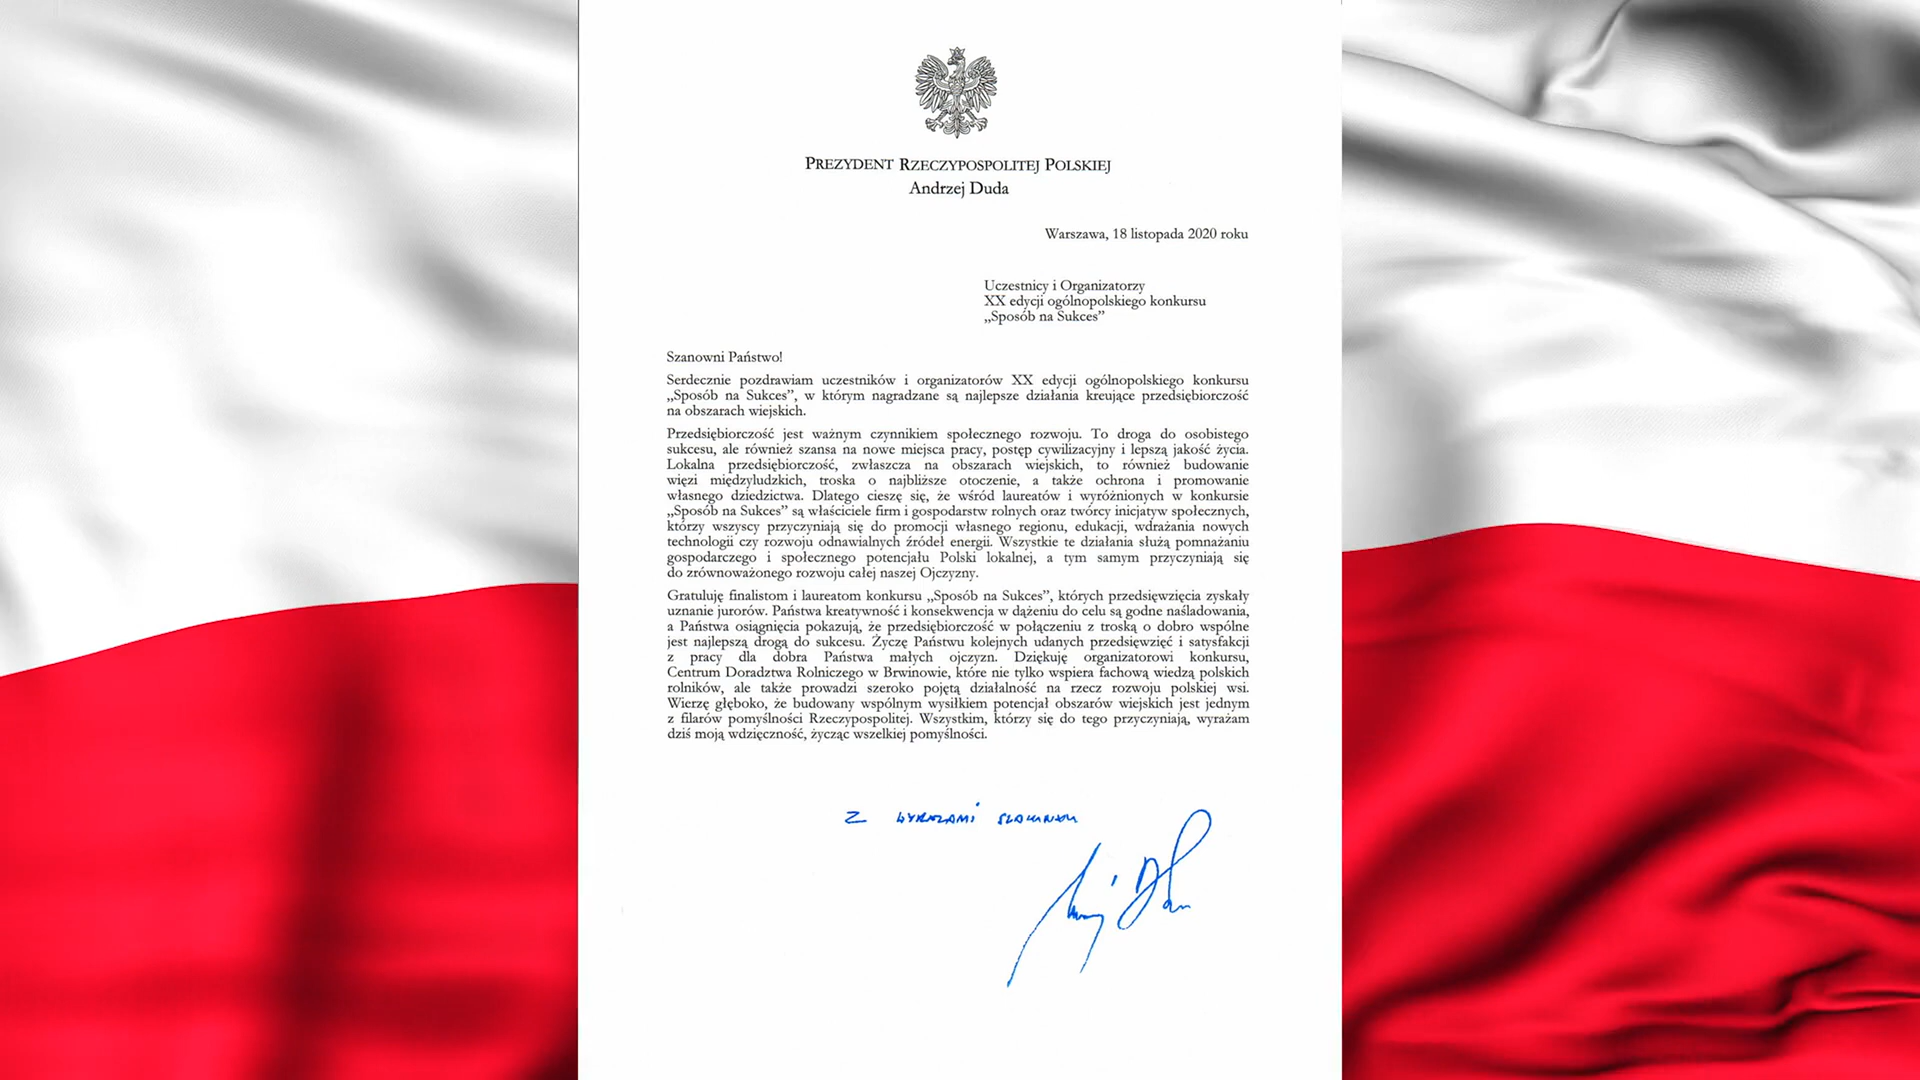 PREZYDENT RZECZYPOSPOLITEJ POLSKIEJ
Andrzej Duda
Warszawa, 18 listopada 2020 roku
Uczestnicy i Organizatorzy
XX edycji ogólnopolskiego konkursu
„Sposób na Sukces”
Szanowni Państwo!
Serdecznie pozdrawiam uczestników i organizatorów XX edycji ogólnopolskiego konkursu
„Sposób na Sukces”, w którym nagradzane są najlepsze działania kreujące przedsiębiorczość
na obszarach wiejskich.
Przedsiębiorczość jest ważnym czynnikiem społecznego rozwoju. To droga do osobistego
sukcesu, ale również szansa na nowe miejsca pracy, postęp cywilizacyjny i lepszą jakość życia.
Lokalna przedsiębiorczość, zwłaszcza na obszarach wiejskich, to również budowanie
więzi międzyludzkich, troska o najbliższe otoczenie, a także ochrona i promowanie
własnego dziedzictwa. Dlatego cieszę się, że wśród laureatów i wyróżnionych w konkursie
„Sposób na Sukces” są właściciele firm i gospodarstw rolnych oraz twórcy inicjatyw społecznych,
którzy wszyscy przyczyniają się do promocji własnego regionu, edukacji, wdrażania nowych
technologii czy rozwoju odnawialnych źródeł energii. Wszystkie te działania służą pomnażaniu
gospodarczego i społecznego potencjału Polski lokalnej, a tym samym przyczyniają się
do zrównoważonego rozwoju całej naszej Ojczyzny.
Gratuluję finalistom i laureatom konkursu „Sposób na Sukces”, których przedsięwzięcia zyskały
uznanie jurorów. Państwa kreatywność i konsekwencja w dążeniu do celu są godne naśladowania,
a Państwa osiągnięcia pokazują, że przedsiębiorczość w połączeniu z troską o dobro wspólne
jest najlepszą drogą do sukcesu. Życzę Państwu kolejnych udanych przedsięwzięć i satysfakcji
z pracy dla dobra Państwa małych ojczyzn. Dziękuję organizatorowi konkursu,
Centrum Doradztwa Rolniczego w Brwinowie, które nie tylko wspiera fachową wiedzą polskich
rolników, ale także prowadzi szeroko pojętą działalność na rzecz rozwoju polskiej wsi.
Wierzę głęboko, że budowany wspólnym wysiłkiem potencjał obszarów wiejskich jest jednym
z filarów pomyślności Rzeczypospolitej. Wszystkim, którzy się do tego przyczyniają, wyrażam
dziś moją wdzięczność, życząc wszelkiej pomyślności.
Z WYRAZAMI SZACUNKU